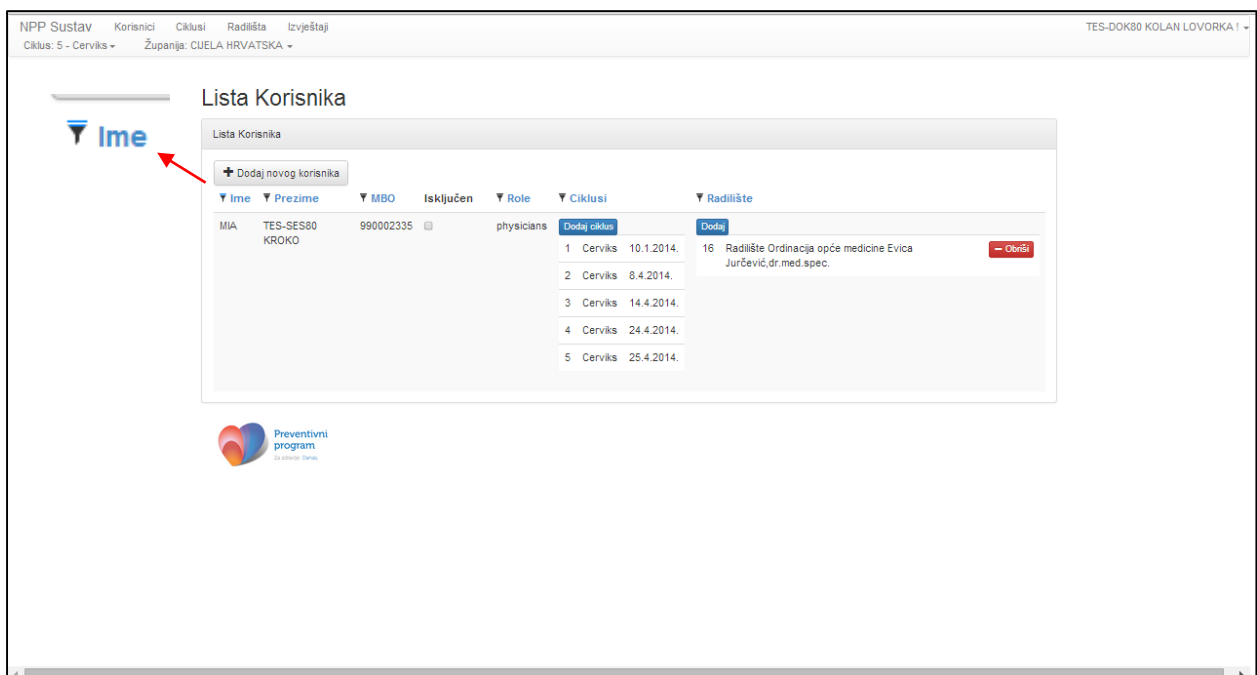 NPP Sustav Korisnici Ciklusi Radilišta Izvještaji TES-DOK80 KOLAN LOVORKA !
Ciklus: 5 - Cerviks Županija: CIJELA HRVATSKA
Lista Korisnika
Ime
Lista Korisnika
Dodaj novog korisnika
Ime Prezime MBO Isključen Role Ciklusi Radilište
MIA TES-SES80 990002335 physicians Dodaj ciklus Dodaj
KROKO
1 Cerviks 10.1.2014. 16 Radilište Ordinacija opće medicine Evica Obriši
Jurčević,dr.med.spec.
2 Cerviks 8.4.2014.
3 Cerviks 14.4.2014.
4 Cerviks 24.4.2014.
5 Cerviks 25.4.2014.
Preventivni
program